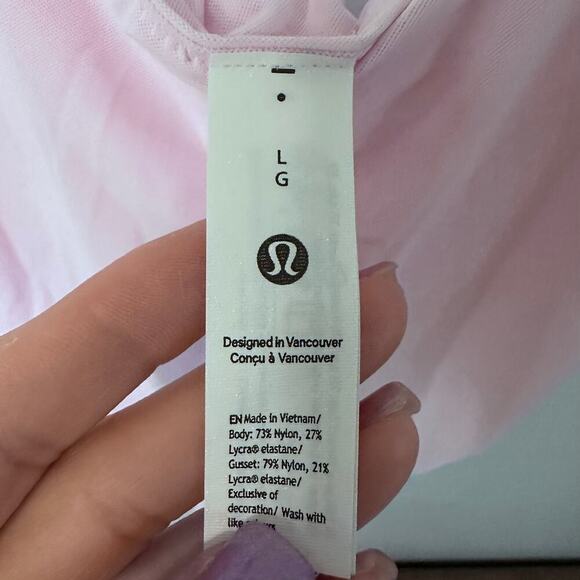 L
G
Designed in Vancouver
Conçu à Vancouver
EN Made in Vietnam/
Body: 73% Nylon, 27%
Lycra® elastane/
Gusset: 79% Nylon, 21%
Lycra® elastane/
Exclusive of
decoration/ Wash with
like